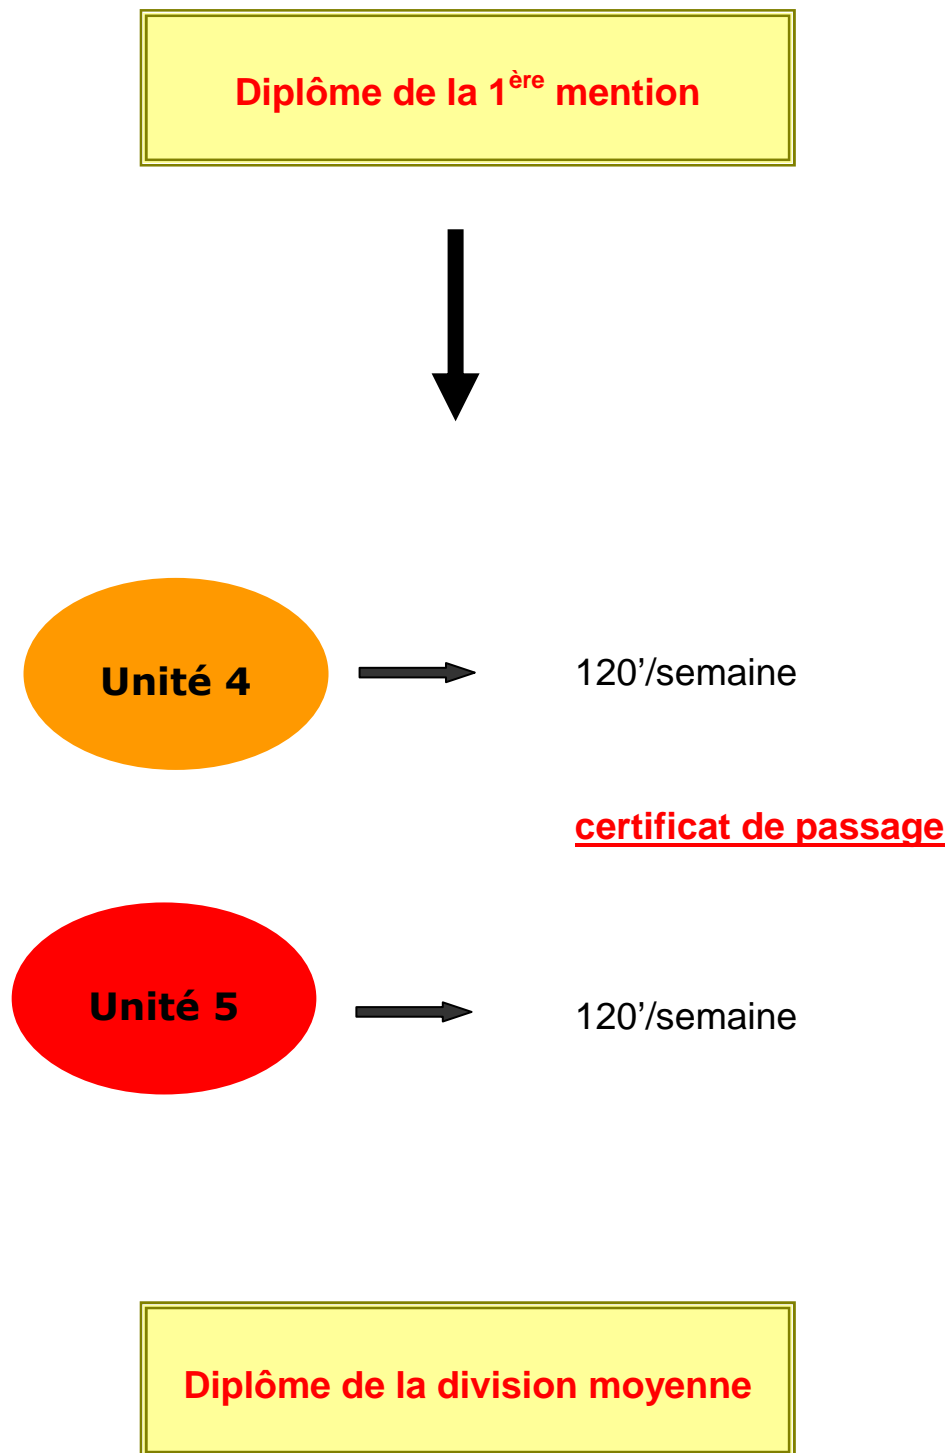 Diplôme de la 1ère mention
Unité 4
120’/semaine
certificat de passage
Unité 5
120’/semaine
Diplôme de la division moyenne